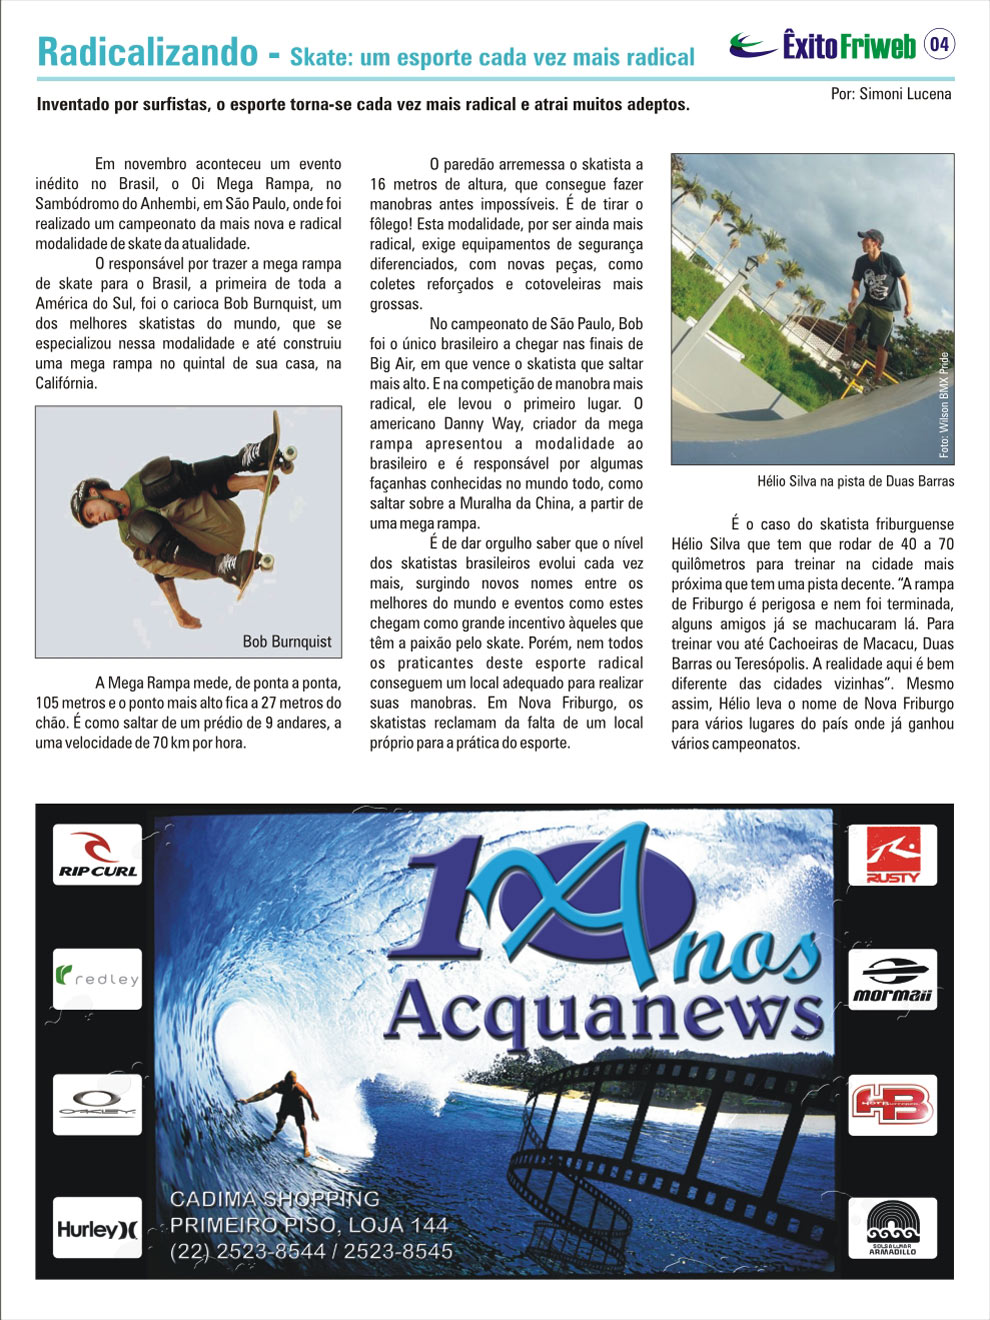 Radicalizando - Skate: um esporte cada vez mais radical
ÊxitoFriweb 04
Inventado por surfistas, o esporte torna-se cada vez mais radical e atrai muitos adeptos.
Por: Simoni Lucena
Em novembro aconteceu um evento
inédito no Brasil, o Oi Mega Rampa, no
Sambódromo do Anhembi, em São Paulo, onde foi
realizado um campeonato da mais nova e radical
modalidade de skate da atualidade.
O responsável por trazer a mega rampa
de skate para o Brasil, a primeira de toda a
América do Sul, foi o carioca Bob Burnquist, um
dos melhores skatistas do mundo, que se
especializou nessa modalidade e até construiu
uma mega rampa no quintal de sua casa, na
Califórnia.
Bob Burnquist
A Mega Rampa mede, de ponta a ponta,
105 metros e o ponto mais alto fica a 27 metros do
chão. É como saltar de um prédio de 9 andares, a
uma velocidade de 70 km por hora.
O paredão arremessa o skatista a
16 metros de altura, que consegue fazer
manobras antes impossíveis. É de tirar o
fôlego! Esta modalidade, por ser ainda mais
radical, exige equipamentos de segurança
diferenciados, com novas peças, como
coletes reforçados e cotoveleiras mais
grossas.
No campeonato de São Paulo, Bob
foi o único brasileiro a chegar nas finais de
Big Air, em que vence o skatista que saltar
mais alto. E na competição de manobra mais
radical, ele levou o primeiro lugar. O
americano Danny Way, criador da mega
rampa apresentou a modalidade ao
brasileiro e é responsável por algumas
façanhas conhecidas no mundo todo, como
saltar sobre a Muralha da China, a partir de
uma mega rampa.
É de dar orgulho saber que o nível
dos skatistas brasileiros evolui cada vez
mais, surgindo novos nomes entre os
melhores do mundo e eventos como estes
chegam como grande incentivo àqueles que
têm a paixão pelo skate. Porém, nem todos
os praticantes deste esporte radical
conseguem um local adequado para realizar
suas manobras. Em Nova Friburgo, os
skatistas reclamam da falta de um local
próprio para a prática do esporte.
Foto: Wilson BMX Pride
Hélio Silva na pista de Duas Barras
É o caso do skatista friburguense
Hélio Silva que tem que rodar de 40 a 70
quilômetros para treinar na cidade mais
próxima que tem uma pista decente. “A rampa
de Friburgo é perigosa e nem foi terminada,
alguns amigos já se machucaram lá. Para
treinar vou até Cachoeiras de Macacu, Duas
Barras ou Teresópolis. A realidade aqui é bem
diferente das cidades vizinhas”. Mesmo
assim, Hélio leva o nome de Nova Friburgo
para vários lugares do país onde já ganhou
vários campeonatos.
RIP CURL
redley
OAKLEY
Hurley
10 Anos
Acquanews
CADIMA SHOPPING
PRIMEIRO PISO, LOJA 144
(22) 2523-8544 / 2523-8545
RUSTY
mormaii
HB
HOT BUTTERED
SOL & LUMAR
ARMADILLO